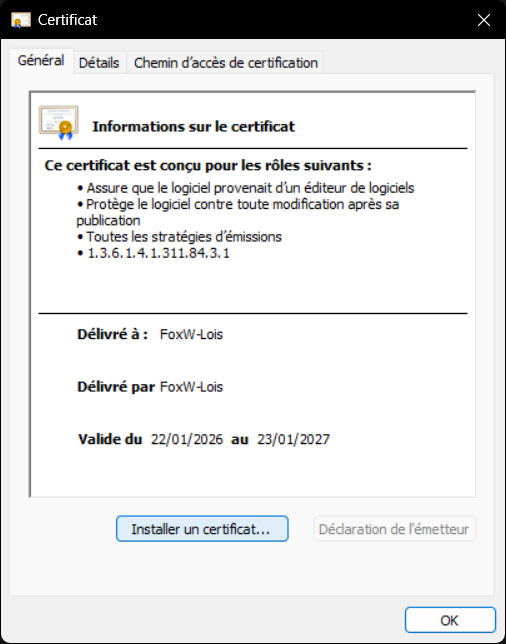 Certificat
Général
Détails
Chemin d'accès de certification
Informations sur le certificat
Ce certificat est conçu pour les rôles suivants :
• Assure que le logiciel provenait d'un éditeur de logiciels
• Protège le logiciel contre toute modification après sa
publication
• Toutes les stratégies d'émissions
• 1.3.6.1.4.1.311.84.3.1
Délivré à : FoxW-Lois
Délivré par FoxW-Lois
Valide du 22/01/2026 au 23/01/2027
Installer un certificat...
Déclaration de l'émetteur
OK